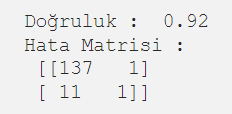 Doğruluk :  0.92
Hata Matrisi :
[[137   1]
[ 11   1]]